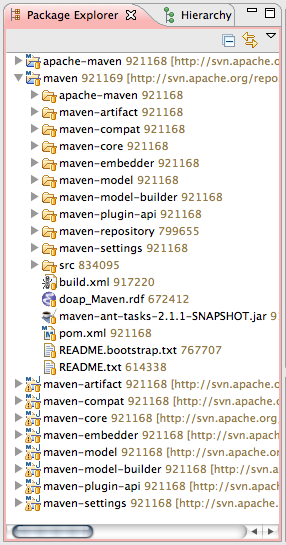 Package Explorer
Hierarchy
apache-maven 921168 [http://svn.apache.o
maven 921169 [http://svn.apache.org/repo
apache-maven 921168
maven-artifact 921168
maven-compat 921168
maven-core 921168
maven-embedder 921168
maven-model 921168
maven-model-builder 921168
maven-plugin-api 921168
maven-repository 799655
maven-settings 921168
src 834095
build.xml 917220
doap_Maven.rdf 672412
maven-ant-tasks-2.1.1-SNAPSHOT.jar 9
pom.xml 921168
README.bootstrap.txt 767707
README.txt 614338
maven-artifact 921168 [http://svn.apache.
maven-compat 921168 [http://svn.apache.
maven-core 921168 [http://svn.apache.org
maven-embedder 921168 [http://svn.apach
maven-model 921168 [http://svn.apache.o
maven-model-builder 921168 [http://svn.a
maven-plugin-api 921168 [http://svn.apac
maven-settings 921168 [http://svn.apache